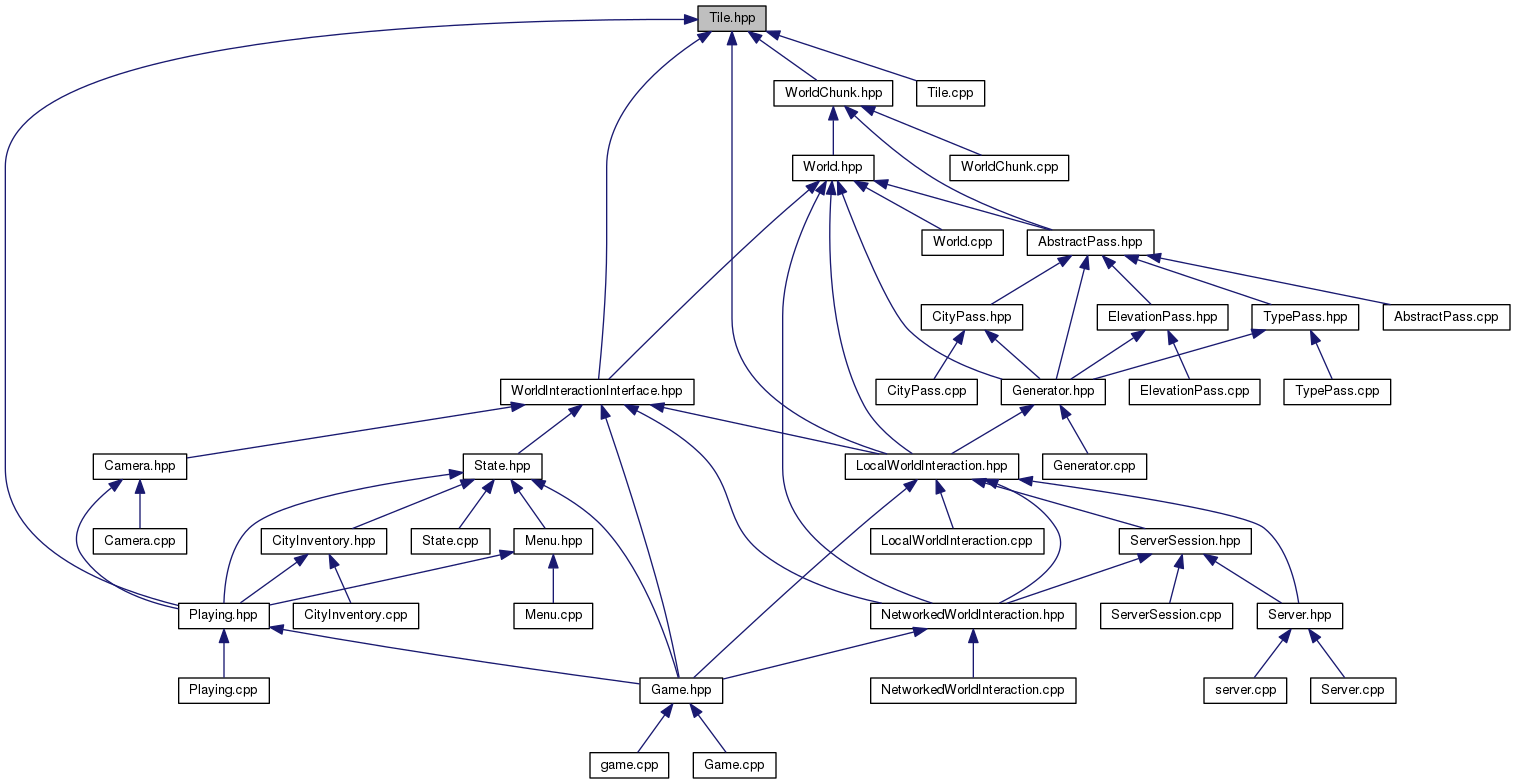 Tile.hpp
WorldChunk.hpp
Tile.cpp
World.hpp
WorldChunk.cpp
World.cpp
AbstractPass.hpp
CityPass.hpp
ElevationPass.hpp
TypePass.hpp
AbstractPass.cpp
WorldInteractionInterface.hpp
CityPass.cpp
Generator.hpp
ElevationPass.cpp
TypePass.cpp
Camera.hpp
State.hpp
LocalWorldInteraction.hpp
Generator.cpp
Camera.cpp
CityInventory.hpp
State.cpp
Menu.hpp
LocalWorldInteraction.cpp
ServerSession.hpp
Playing.hpp
CityInventory.cpp
Menu.cpp
NetworkedWorldInteraction.hpp
ServerSession.cpp
Server.hpp
Playing.cpp
Game.hpp
NetworkedWorldInteraction.cpp
server.cpp
Server.cpp
game.cpp
Game.cpp